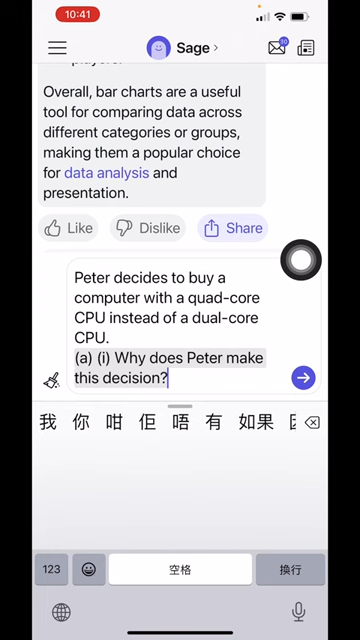 10:41
Sage
players.
Overall, bar charts are a useful
tool for comparing data across
different categories or groups,
making them a popular choice
for data analysis and
presentation.
Like Dislike Share
Peter decides to buy a
computer with a quad-core
CPU instead of a dual-core
CPU.
(a) (i) Why does Peter make
this decision?
我 你 咁 佢 唔 有 如果
123 空格 換行